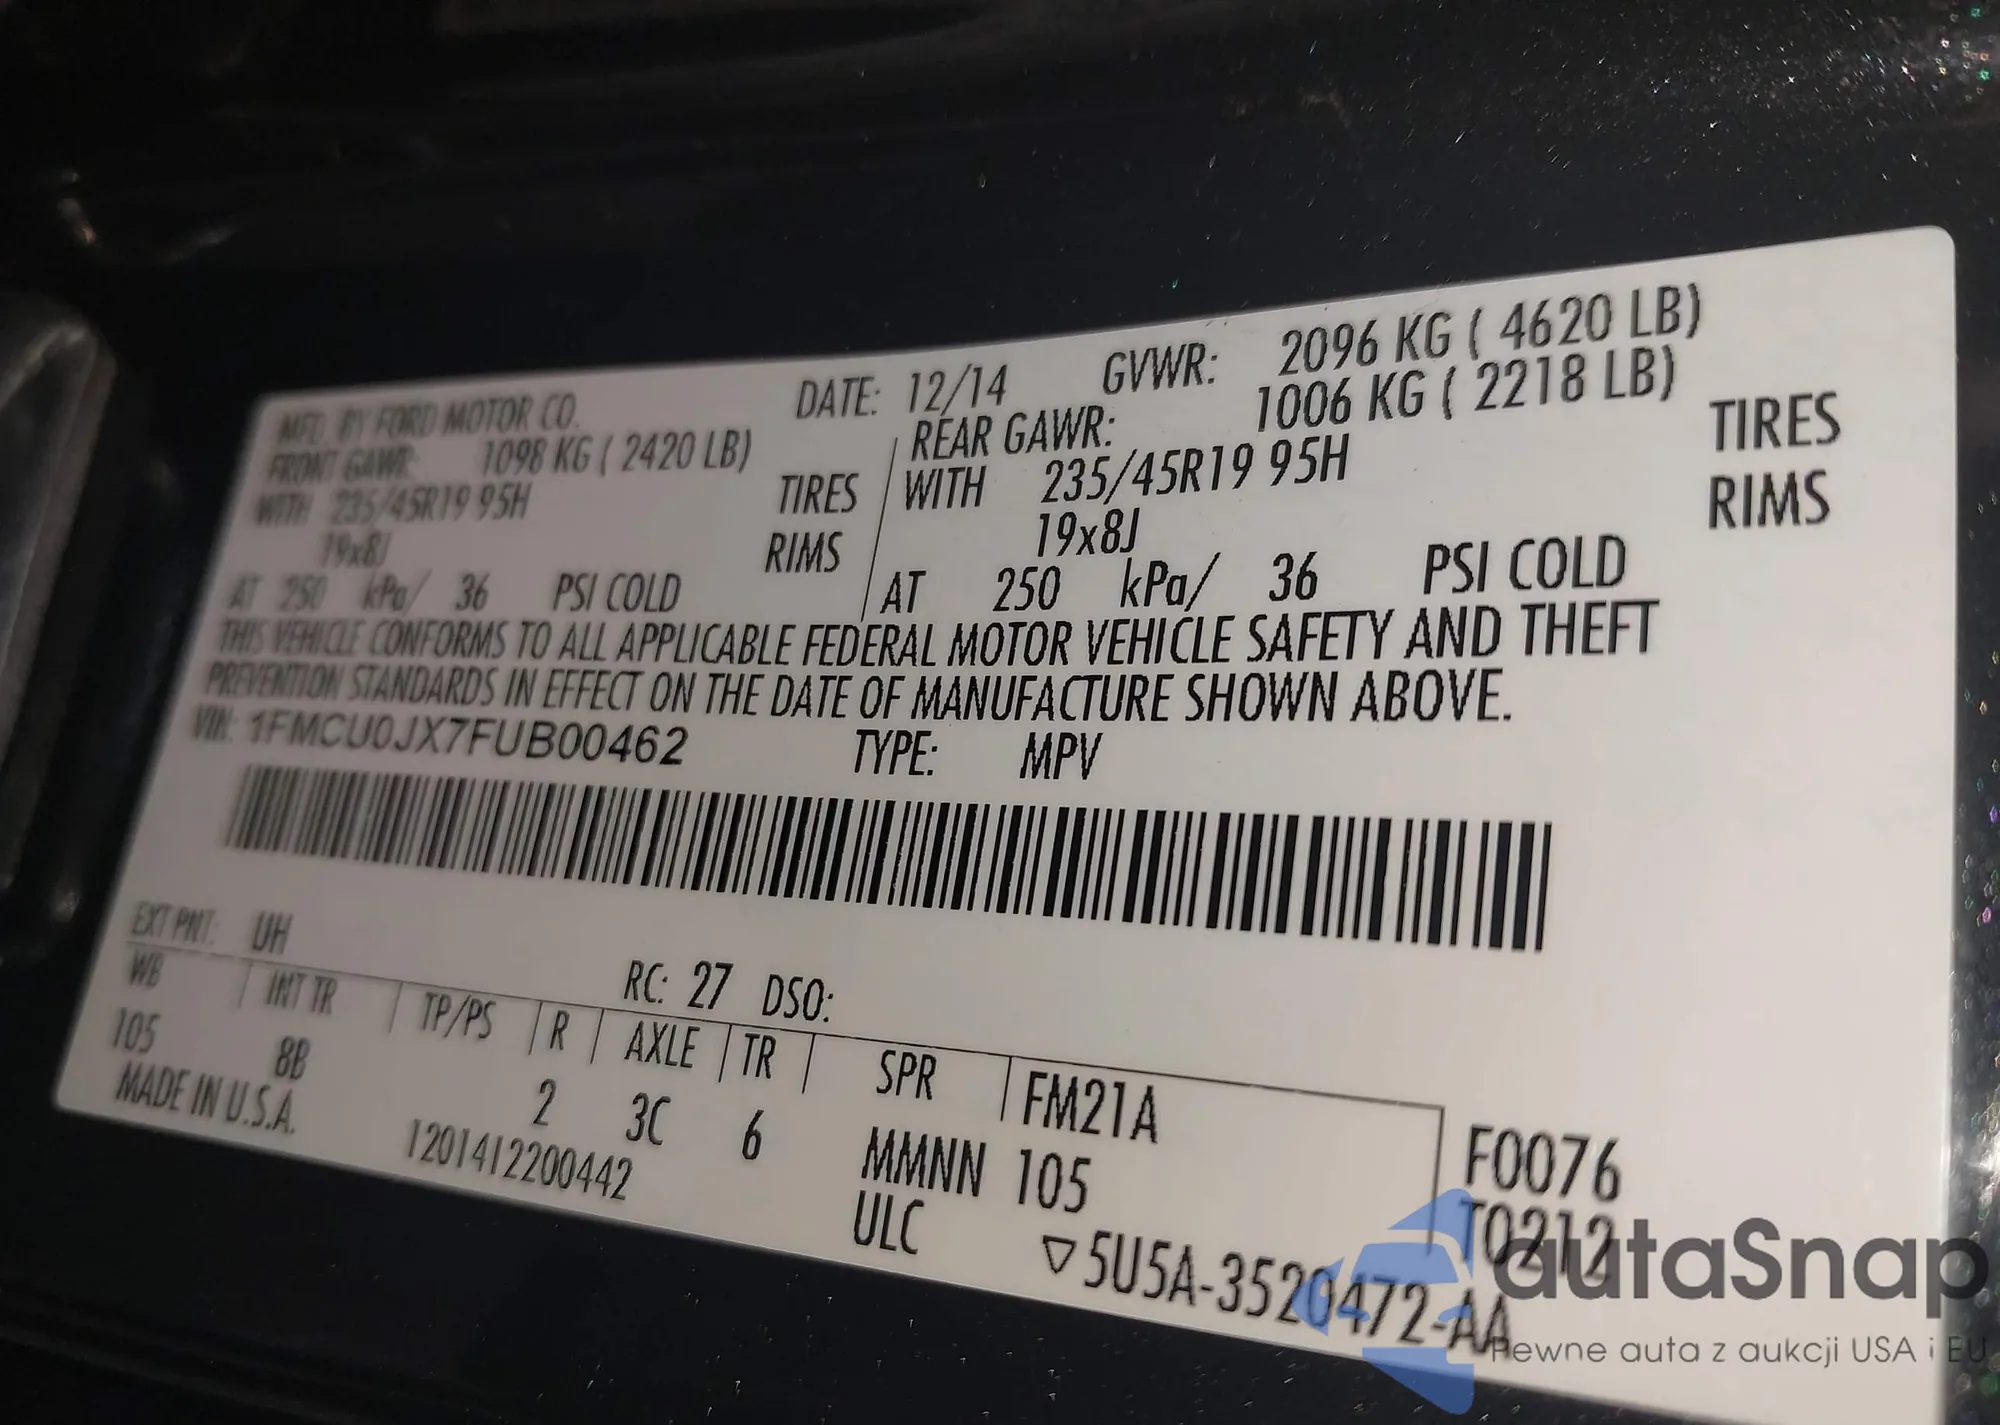 MFD. BY FORD MOTOR CO. DATE: 12/14 GVWR: 2096 KG ( 4620 LB)
FRONT GAWR: 1098 KG ( 2420 LB) REAR GAWR: 1006 KG ( 2218 LB)
WITH 235/45R19 95H TIRES WITH 235/45R19 95H TIRES
19x8J RIMS 19x8J RIMS
AT 250 kPa/ 36 PSI COLD AT 250 kPa/ 36 PSI COLD
THIS VEHICLE CONFORMS TO ALL APPLICABLE FEDERAL MOTOR VEHICLE SAFETY AND THEFT
PREVENTION STANDARDS IN EFFECT ON THE DATE OF MANUFACTURE SHOWN ABOVE.
VIN: 1FMCU0JX7FUB00462 TYPE: MPV
EXT PNT: UH RC: 27 DSO:
WB INT TR TP/PS R AXLE TR SPR FM21A F0076
105 8B 2 3C 6 MMNN 105 T0212
MADE IN U.S.A. 1201412200442 ULC ▽5U5A-3520472-AA
autaSnap
Pewne auta z aukcji USA i EU